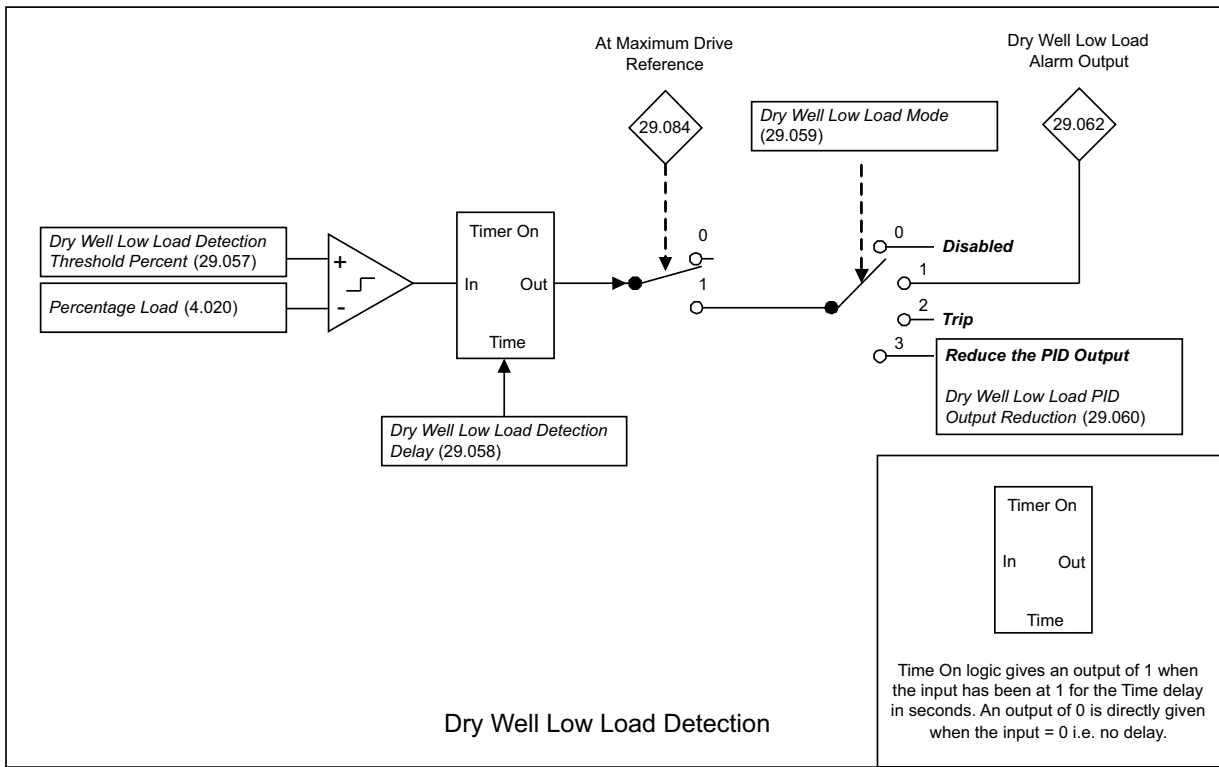 At Maximum Drive
Reference
Dry Well Low Load
Alarm Output
29.084
Dry Well Low Load Mode
(29.059)
29.062
Dry Well Low Load Detection
Threshold Percent (29.057)
+
Percentage Load (4.020)
-
Timer On
In Out
Time
0
1
0
Disabled
1
2
Trip
3
Reduce the PID Output
Dry Well Low Load PID
Output Reduction (29.060)
Dry Well Low Load Detection
Delay (29.058)
Timer On
In Out
Time
Time On logic gives an output of 1 when
the input has been at 1 for the Time delay
in seconds. An output of 0 is directly given
when the input = 0 i.e. no delay.
Dry Well Low Load Detection